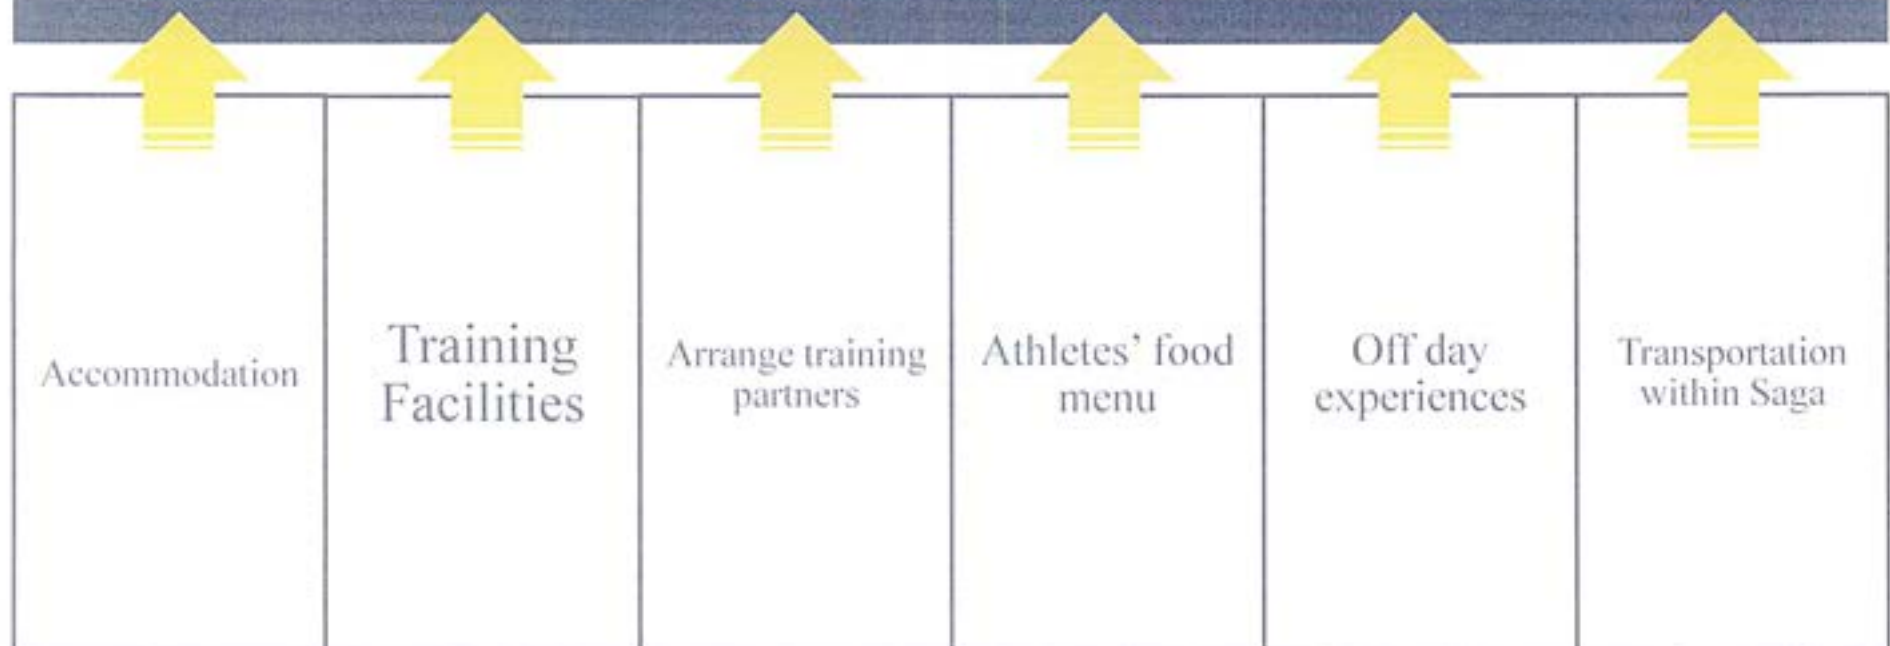 Accommodation
Training
Facilities
Arrange training
partners
Athletes’ food
menu
Off day
experiences
Transportation
within Saga